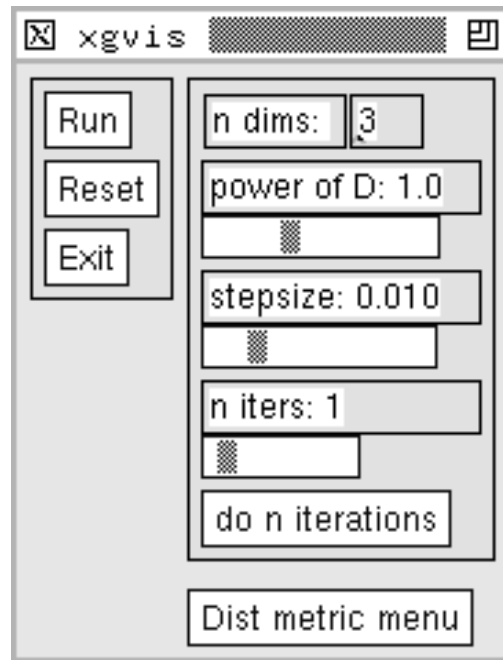 xgvis
Run
Reset
Exit
n dims: 3
power of D: 1.0
stepsize: 0.010
n iters: 1
do n iterations
Dist metric menu